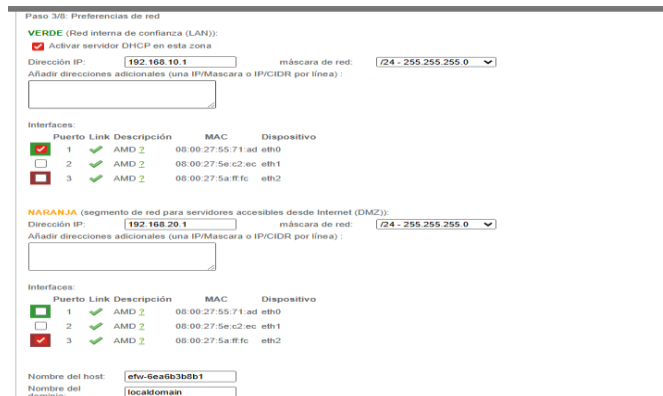 Paso 3/8: Preferencias de red
VERDE (Red interna de confianza (LAN)):
Activar servidor DHCP en esta zona
Dirección IP: 192.168.10.1 máscara de red: /24 - 255.255.255.0
Añadir direcciones adicionales (una IP/Mascara o IP/CIDR por línea) :
Interfaces:
Puerto Link Descripción MAC Dispositivo
1 AMD ? 08:00:27:55:71:ad eth0
2 AMD ? 08:00:27:5e:c2:ec eth1
3 AMD ? 08:00:27:5a:ff:fc eth2
NARANJA (segmento de red para servidores accesibles desde Internet (DMZ)):
Dirección IP: 192.168.20.1 máscara de red: /24 - 255.255.255.0
Añadir direcciones adicionales (una IP/Mascara o IP/CIDR por línea) :
Interfaces:
Puerto Link Descripción MAC Dispositivo
1 AMD ? 08:00:27:55:71:ad eth0
2 AMD ? 08:00:27:5e:c2:ec eth1
3 AMD ? 08:00:27:5a:ff:fc eth2
Nombre del host: efw-6ea6b3b8b1
Nombre del
dominio: localdomain